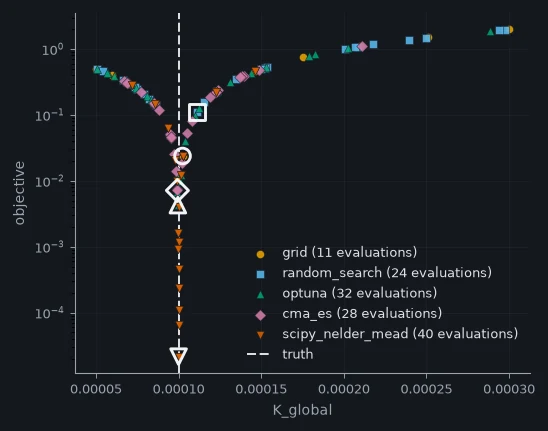 objective
10⁰
10⁻¹
10⁻²
10⁻³
10⁻⁴
grid (11 evaluations)
random_search (24 evaluations)
optuna (32 evaluations)
cma_es (28 evaluations)
scipy_nelder_mead (40 evaluations)
truth
0.00005 0.00010 0.00015 0.00020 0.00025 0.00030
K_global